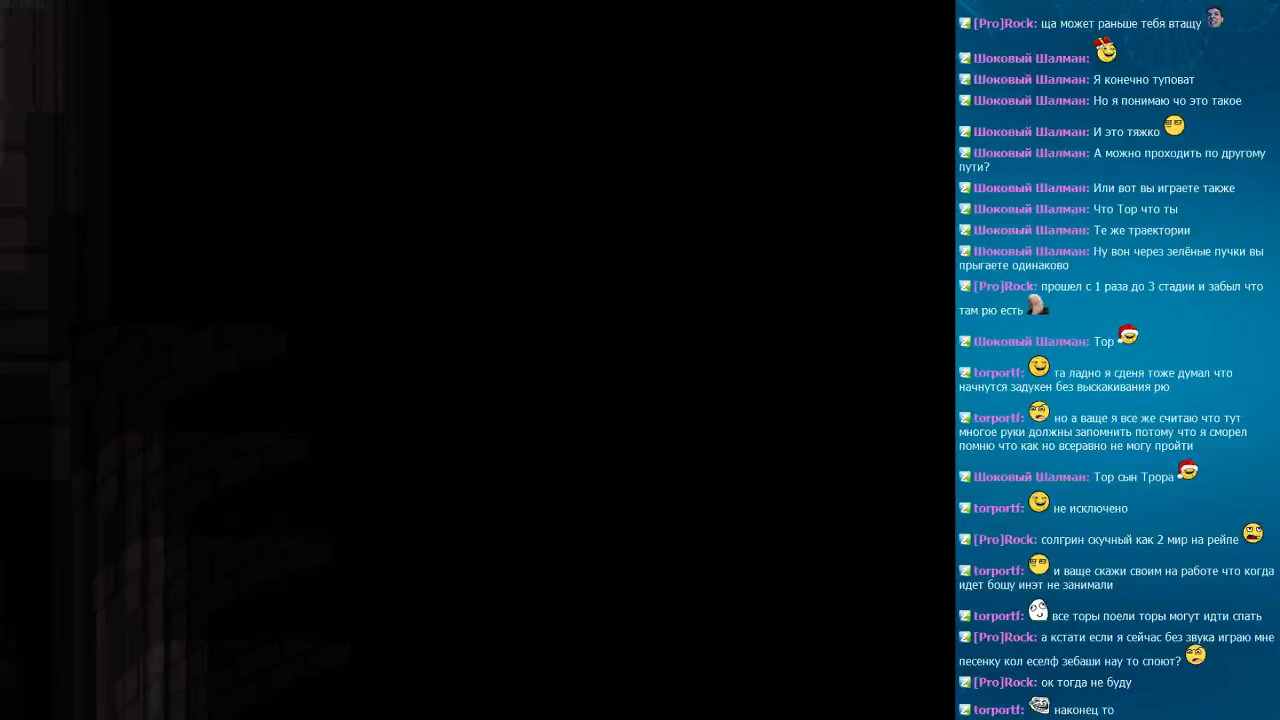 [Pro]Rock: ща может раньше тебя втащу
Шоковый Шалман:
Шоковый Шалман: Я конечно туповат
Шоковый Шалман: Но я понимаю чо это такое
Шоковый Шалман: И это тяжко
Шоковый Шалман: А можно проходить по другому
пути?
Шоковый Шалман: Или вот вы играете также
Шоковый Шалман: Что Тор что ты
Шоковый Шалман: Те же траектории
Шоковый Шалман: Ну вон через зелёные пучки вы
прыгаете одинаково
[Pro]Rock: прошел с 1 раза до 3 стадии и забыл что
там рю есть
Шоковый Шалман: Тор
torportf: та ладно я сденя тоже думал что
начнутся задукен без выскакивания рю
torportf: но а ваще я все же считаю что тут
многое руки должны запомнить потому что я сморел
помню что как но всеравно не могу пройти
Шоковый Шалман: Тор сын Трора
torportf: не исключено
[Pro]Rock: солгрин скучный как 2 мир на рейпе
torportf: и ваще скажи своим на работе что когда
идет бошу инэт не занимали
torportf: все торы поели торы могут идти спать
[Pro]Rock: а кстати если я сейчас без звука играю мне
песенку кол еселф зебаши нау то споют?
[Pro]Rock: ок тогда не буду
torportf: наконец то